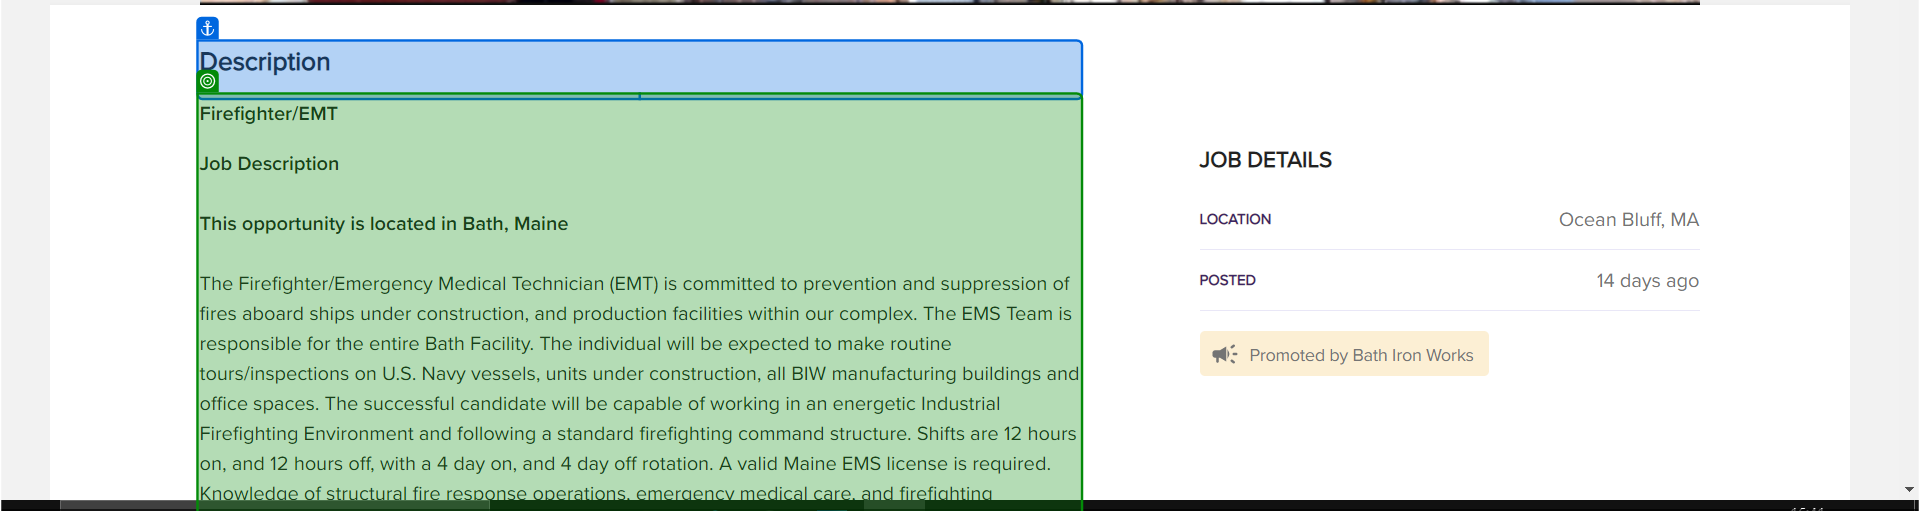 Description
Firefighter/EMT
Job Description
This opportunity is located in Bath, Maine
The Firefighter/Emergency Medical Technician (EMT) is committed to prevention and suppression of
fires aboard ships under construction, and production facilities within our complex. The EMS Team is
responsible for the entire Bath Facility. The individual will be expected to make routine
tours/inspections on U.S. Navy vessels, units under construction, all BIW manufacturing buildings and
office spaces. The successful candidate will be capable of working in an energetic Industrial
Firefighting Environment and following a standard firefighting command structure. Shifts are 12 hours
on, and 12 hours off, with a 4 day on, and 4 day off rotation. A valid Maine EMS license is required.
Knowledge of structural fire response operations, emergency medical care, and firefighting
JOB DETAILS
LOCATION Ocean Bluff, MA
POSTED 14 days ago
Promoted by Bath Iron Works